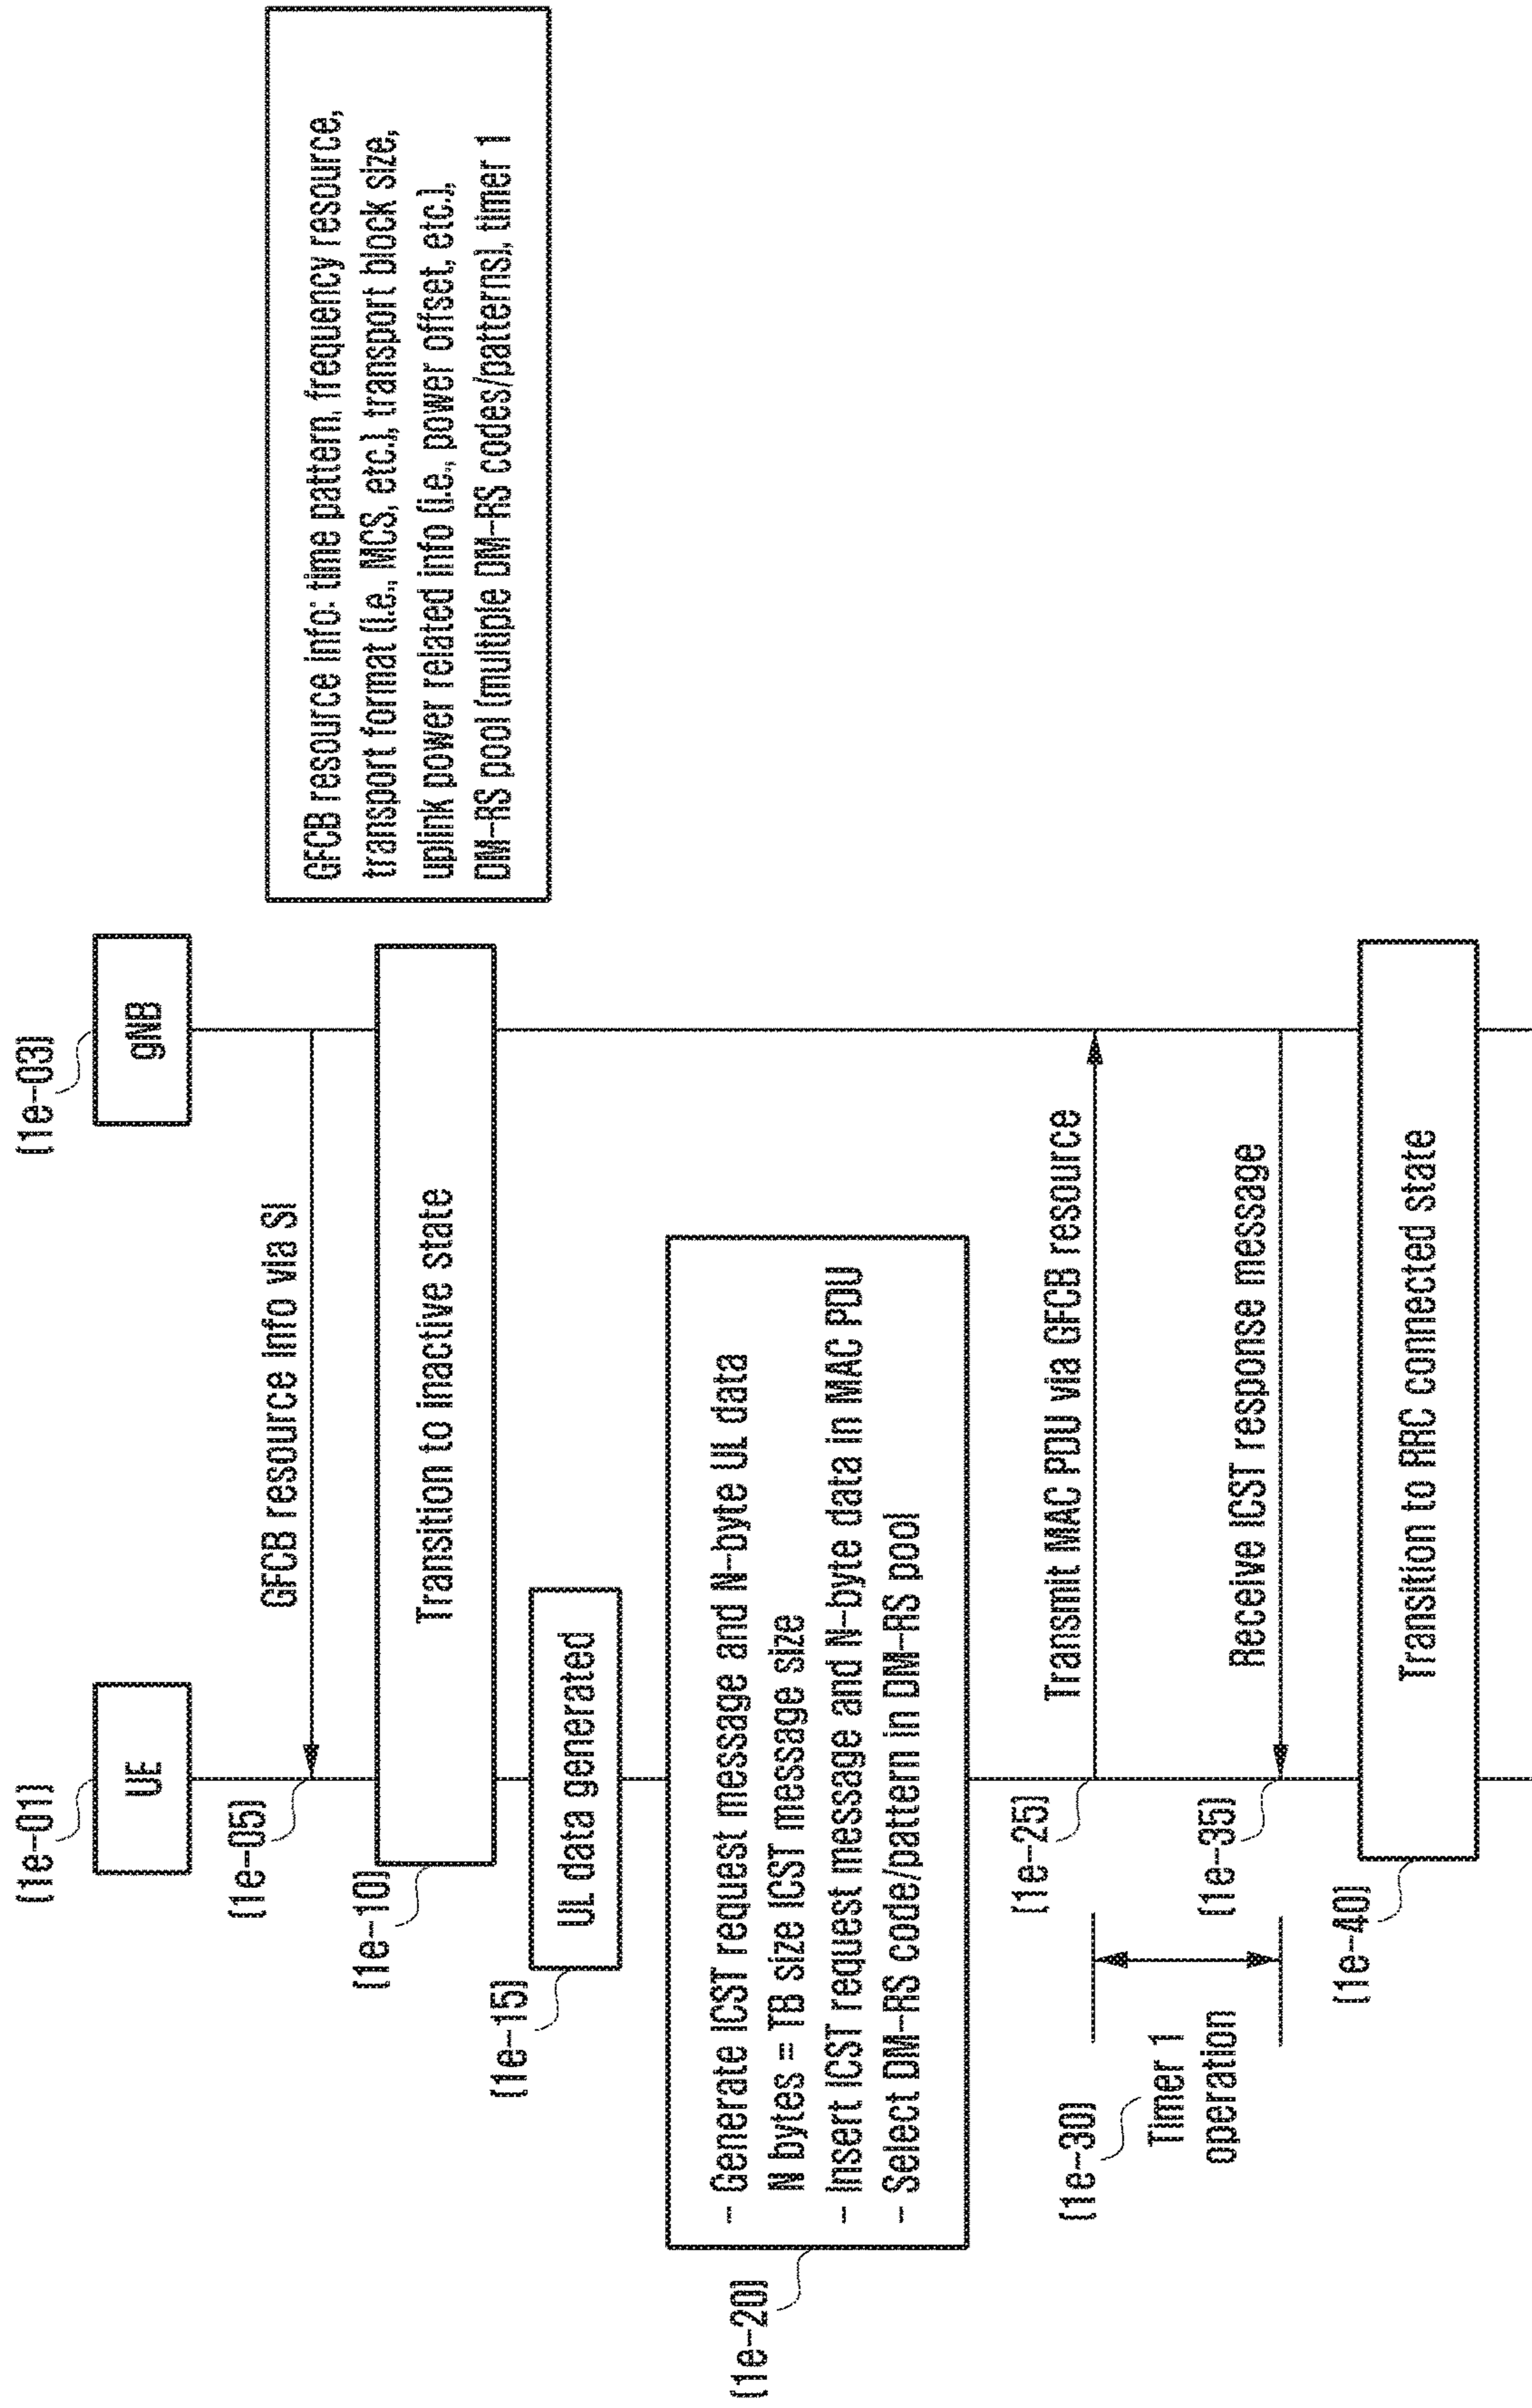 (1e-01)
UE
(1e-03)
gNB
(1e-05)
GFCB resource info via SI
GFCB resource info: time pattern, frequency resource,
transport format (i.e., MCS, etc.), transport block size,
uplink power related info (i.e., power offset, etc.),
DM-RS pool (multiple DM-RS codes/patterns), timer 1
(1e-10)
Transition to inactive state
(1e-15)
UL data generated
(1e-20)
- Generate ICST request message and N-byte UL data
N bytes = TB size ICST message size
- Insert ICST request message and N-byte data in MAC PDU
- Select DM-RS code/pattern in DM-RS pool
(1e-25)
Transmit MAC PDU via GFCB resource
(1e-30)
Timer 1
operation
(1e-35)
Receive ICST response message
(1e-40)
Transition to RRC connected state